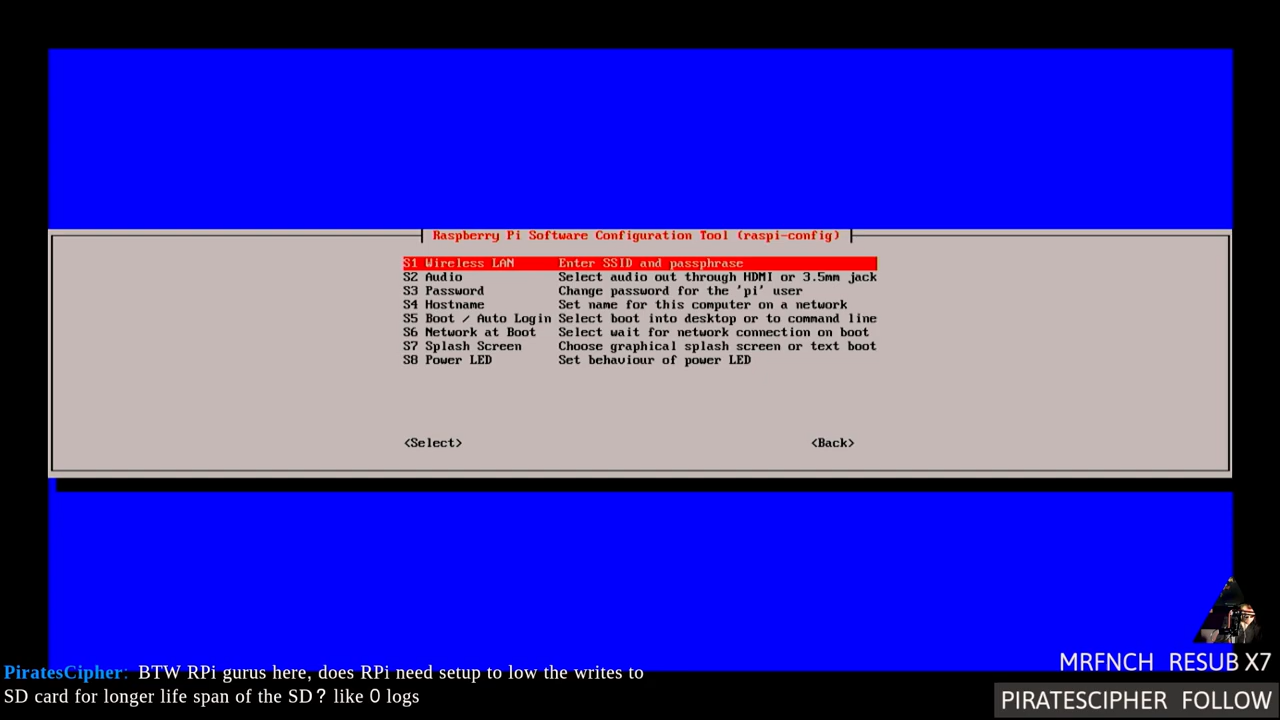 Raspberry Pi Software Configuration Tool (raspi-config)
S1 Wireless LAN Enter SSID and passphrase
S2 Audio Select audio out through HDMI or 3.5mm jack
S3 Password Change password for the 'pi' user
S4 Hostname Set name for this computer on a network
S5 Boot / Auto Login Select boot into desktop or to command line
S6 Network at Boot Select wait for network connection on boot
S7 Splash Screen Choose graphical splash screen or text boot
S8 Power LED Set behaviour of power LED
<Select> <Back>
PiratesCipher: BTW RPi gurus here, does RPi need setup to low the writes to
SD card for longer life span of the SD? like 0 logs
MRFNCH RESUB X7
PIRATESCIPHER FOLLOW